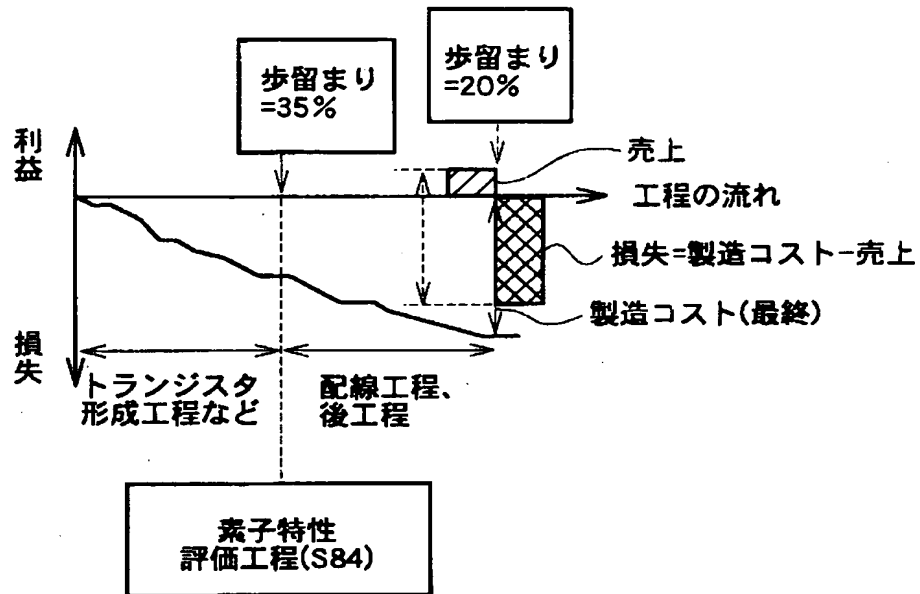 歩留まり
=35%
歩留まり
=20%
利益
売上
工程の流れ
損失=製造コスト-売上
製造コスト(最終)
損失
トランジスタ
形成工程など
配線工程、
後工程
素子特性
評価工程(S84)